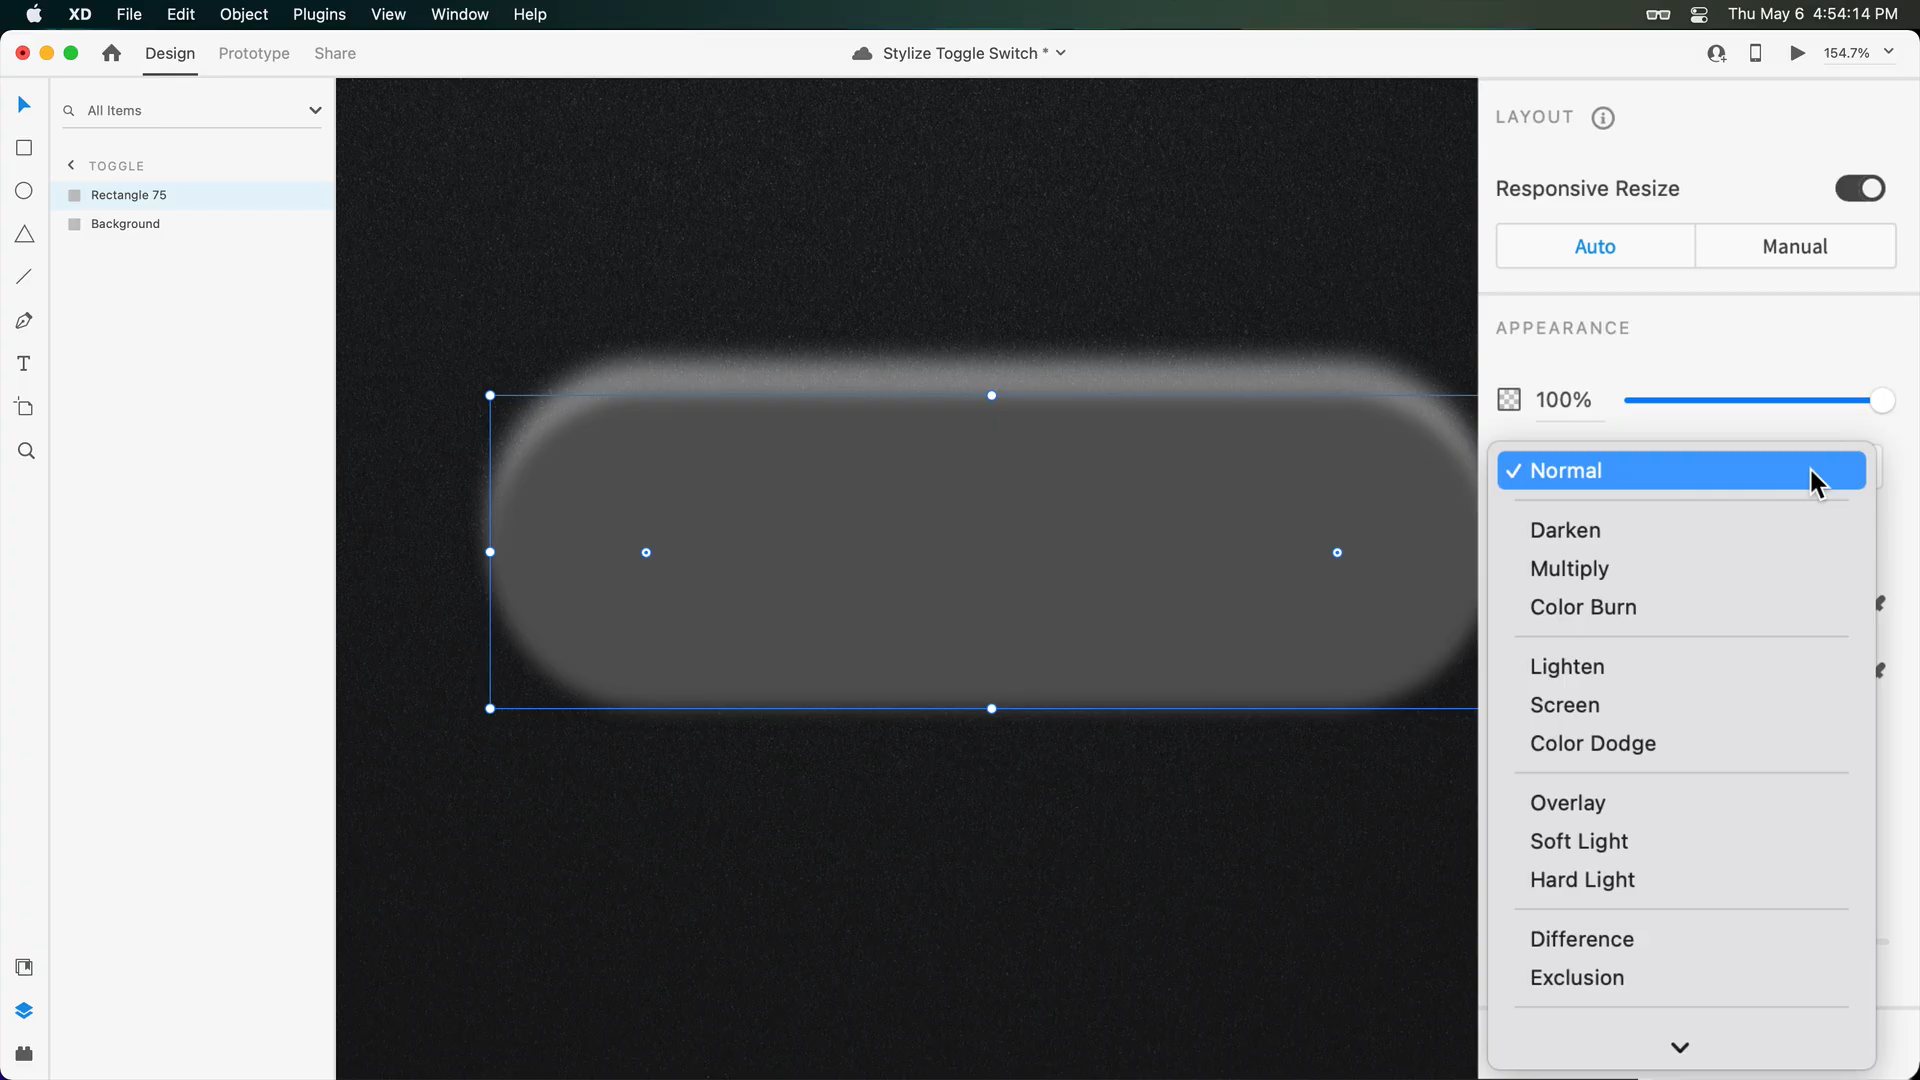 XD File Edit Object Plugins View Window Help Thu May 6 4:54:14 PM
Design Prototype Share Stylize Toggle Switch * 154.7%
All Items
TOGGLE
Rectangle 75
Background
LAYOUT
Responsive Resize
Auto Manual
APPEARANCE
100%
Normal
Darken
Multiply
Color Burn
Lighten
Screen
Color Dodge
Overlay
Soft Light
Hard Light
Difference
Exclusion